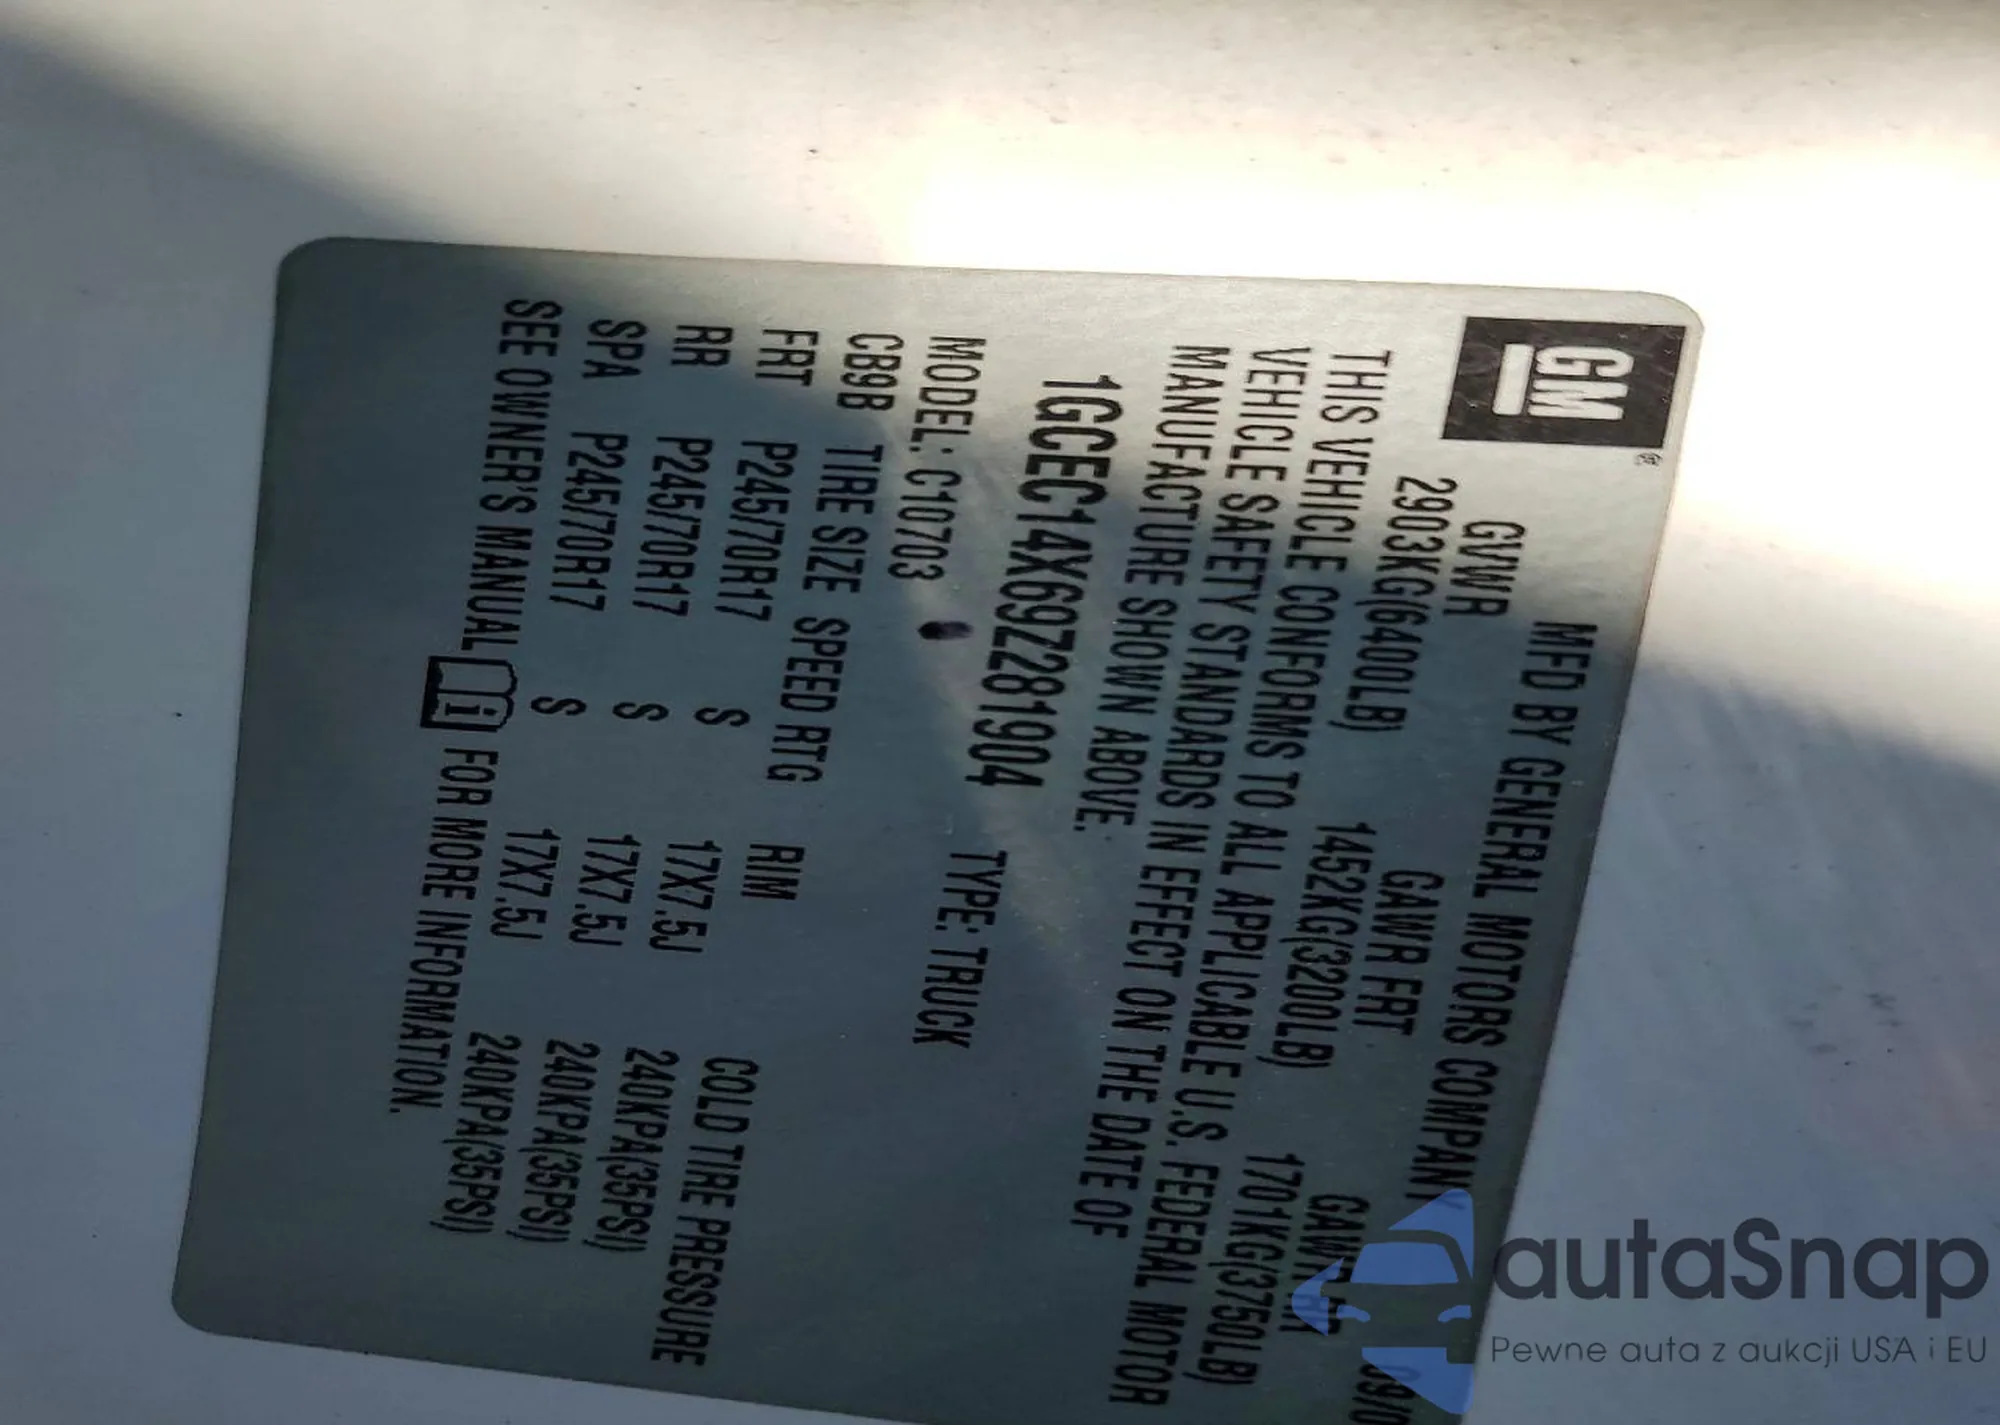 GM
MFD BY GENERAL MOTORS COMPANY
GVWR GAWR FRT GAWR RR
2903KG(6400LB) 1452KG(3200LB) 1701KG(3750LB)
THIS VEHICLE CONFORMS TO ALL APPLICABLE U.S. FEDERAL MOTOR
VEHICLE SAFETY STANDARDS IN EFFECT ON THE DATE OF
MANUFACTURE SHOWN ABOVE.
1GCEC14X69Z281904 TYPE: TRUCK
MODEL: C10703
CB9B TIRE SIZE SPEED RTG RIM COLD TIRE PRESSURE
FRT P245/70R17 S 17X7.5J 240KPA(35PSI)
RR P245/70R17 S 17X7.5J 240KPA(35PSI)
SPA P245/70R17 S 17X7.5J 240KPA(35PSI)
SEE OWNER'S MANUAL i FOR MORE INFORMATION.
autaSnap
Pewne auta z aukcji USA i EU